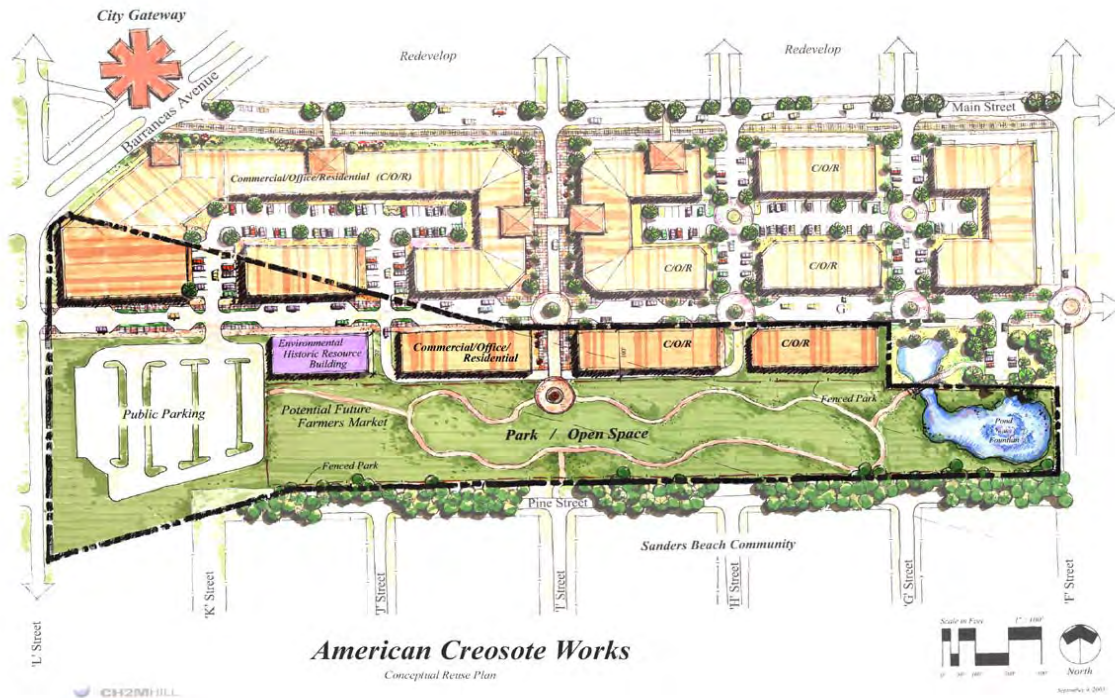 City Gateway
Redevelop
Redevelop
Barrancas Avenue
Main Street
Commercial/Office/Residential (C/O/R)
C/O/R
C/O/R
C/O/R
G
Environmental
Historic Resource
Building
Commercial/Office/
Residential
C/O/R
C/O/R
Public Parking
Potential Future
Farmers Market
Fenced Park
Park / Open Space
Pond
Fenced Park
Pine Street
Sanders Beach Community
'L' Street
'K' Street
'J' Street
'I' Street
'H' Street
'G' Street
'F' Street
American Creosote Works
Conceptual Reuse Plan
Scale in Feet
North
CH2MHILL